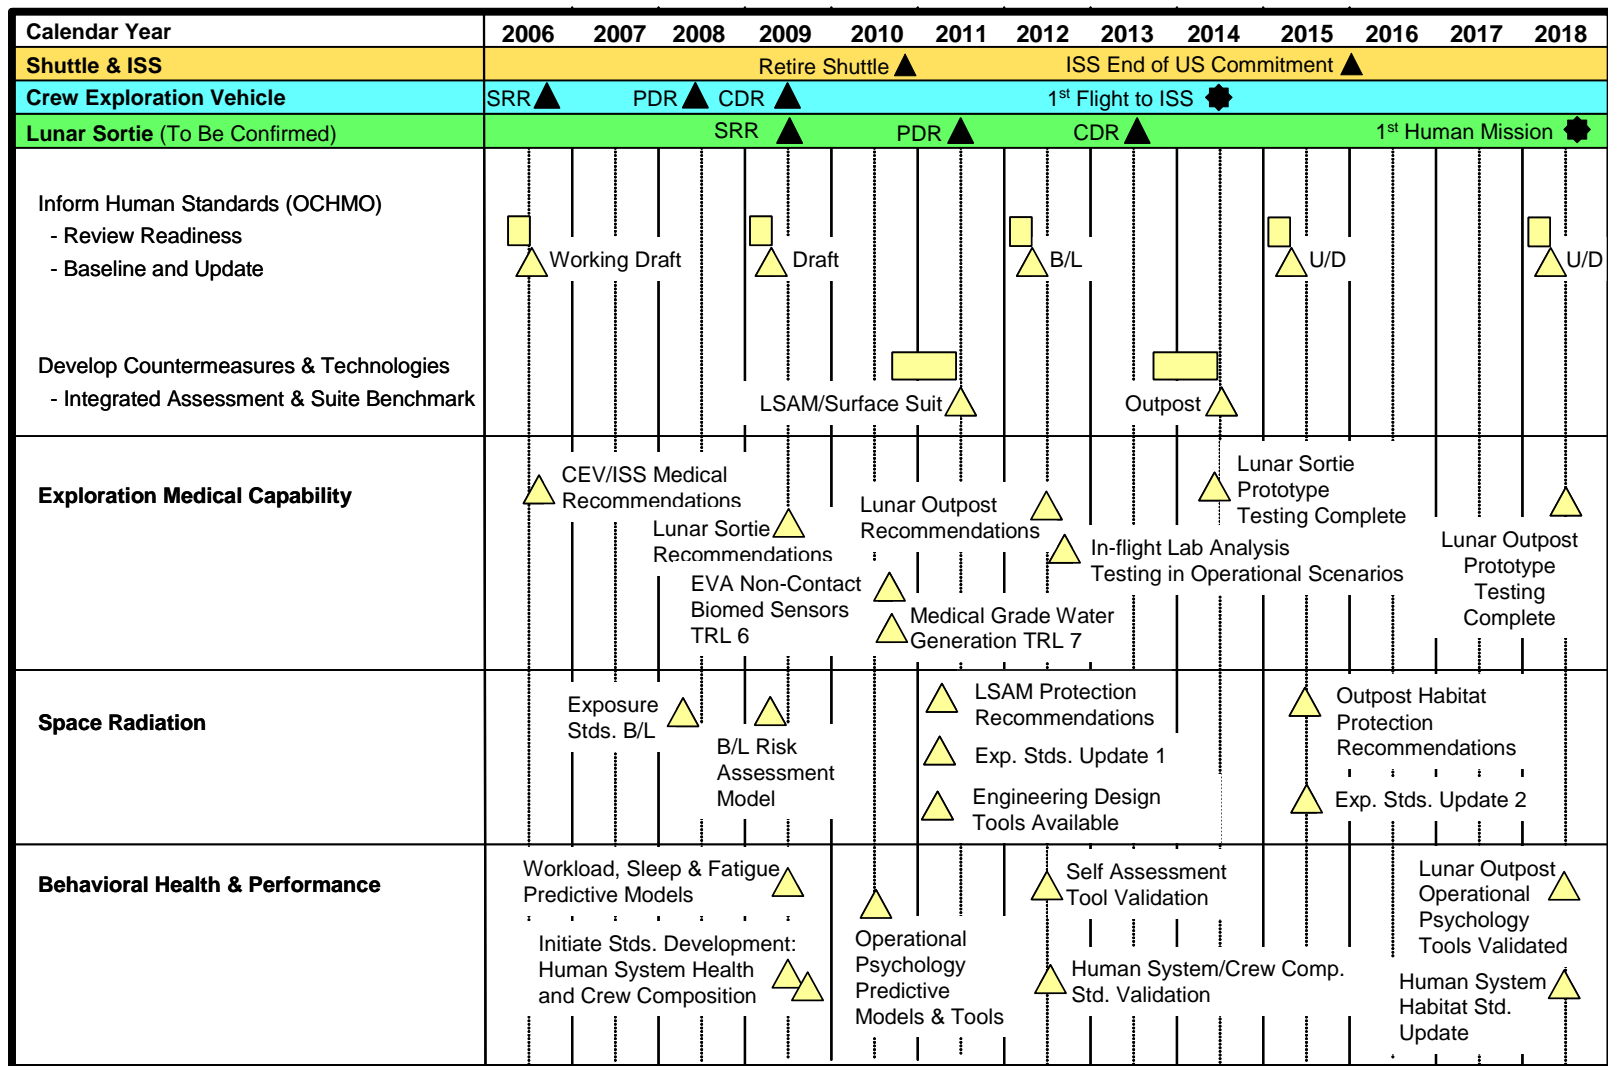 Calendar Year 2006 2007 2008 2009 2010 2011 2012 2013 2014 2015 2016 2017 2018
Shuttle & ISS Retire Shuttle ISS End of US Commitment
Crew Exploration Vehicle SRR PDR CDR 1st Flight to ISS
Lunar Sortie (To Be Confirmed) SRR PDR CDR 1st Human Mission
Inform Human Standards (OCHMO)
- Review Readiness
- Baseline and Update
Working Draft
Draft
B/L
U/D
U/D
Develop Countermeasures & Technologies
- Integrated Assessment & Suite Benchmark
LSAM/Surface Suit
Outpost
Exploration Medical Capability
CEV/ISS Medical
Recommendations
Lunar Sortie
Recommendations
EVA Non-Contact
Biomed Sensors
TRL 6
Medical Grade Water
Generation TRL 7
Lunar Outpost
Recommendations
In-flight Lab Analysis
Testing in Operational Scenarios
Lunar Sortie
Prototype
Testing Complete
Lunar Outpost
Prototype
Testing
Complete
Space Radiation
Exposure
Stds. B/L
B/L Risk
Assessment
Model
LSAM Protection
Recommendations
Exp. Stds. Update 1
Engineering Design
Tools Available
Outpost Habitat
Protection
Recommendations
Exp. Stds. Update 2
Behavioral Health & Performance
Workload, Sleep & Fatigue
Predictive Models
Initiate Stds. Development:
Human System Health
and Crew Composition
Operational
Psychology
Predictive
Models & Tools
Self Assessment
Tool Validation
Human System/Crew Comp.
Std. Validation
Lunar Outpost
Operational
Psychology
Tools Validated
Human System
Habitat Std.
Update